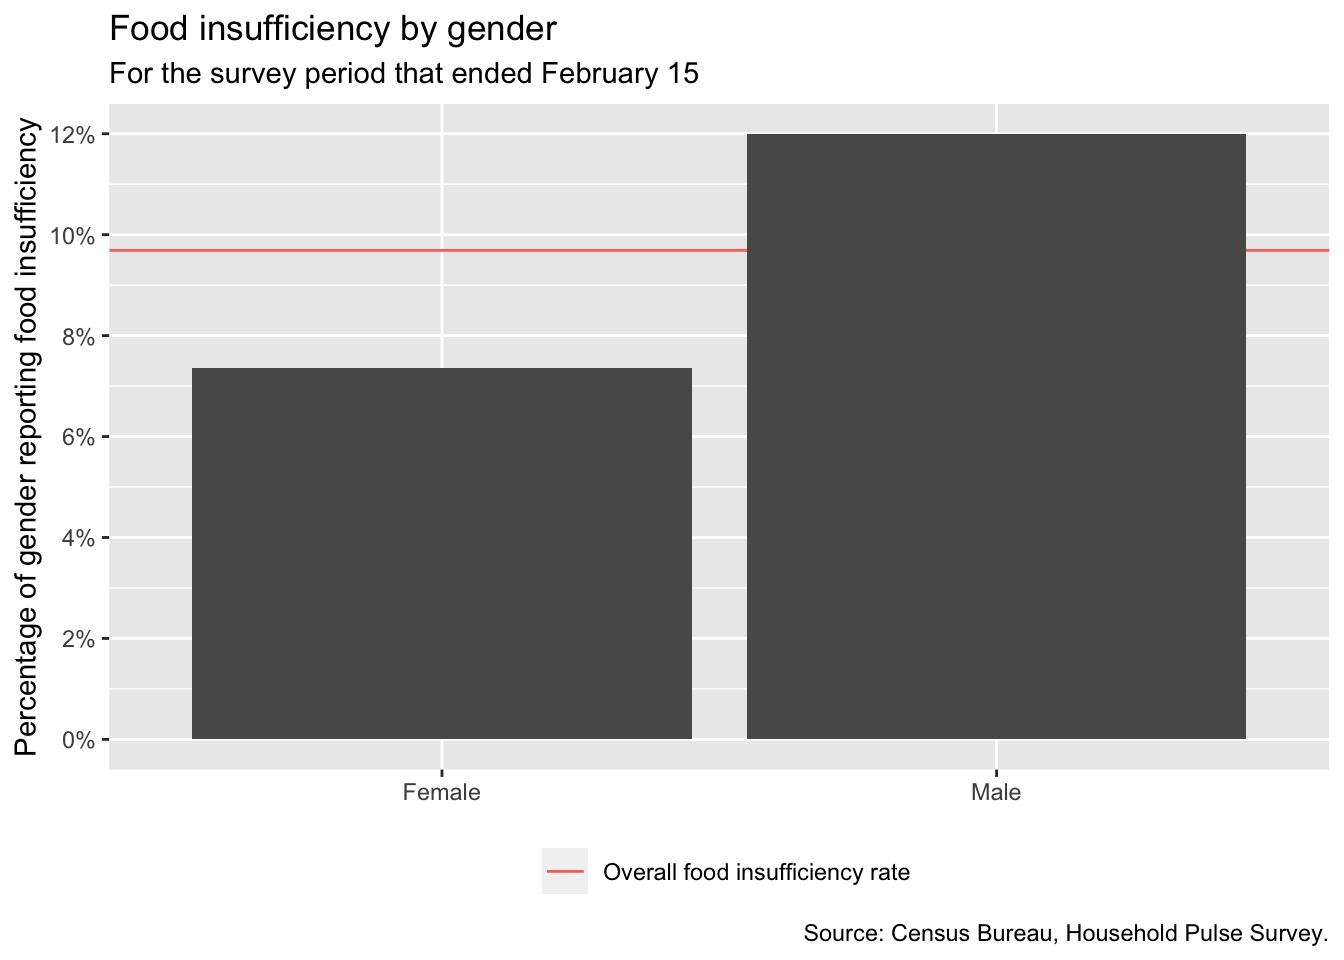 Food insufficiency by gender
For the survey period that ended February 15
Percentage of gender reporting food insufficiency
12%
10%
8%
6%
4%
2%
0%
Female Male
Overall food insufficiency rate
Source: Census Bureau, Household Pulse Survey.